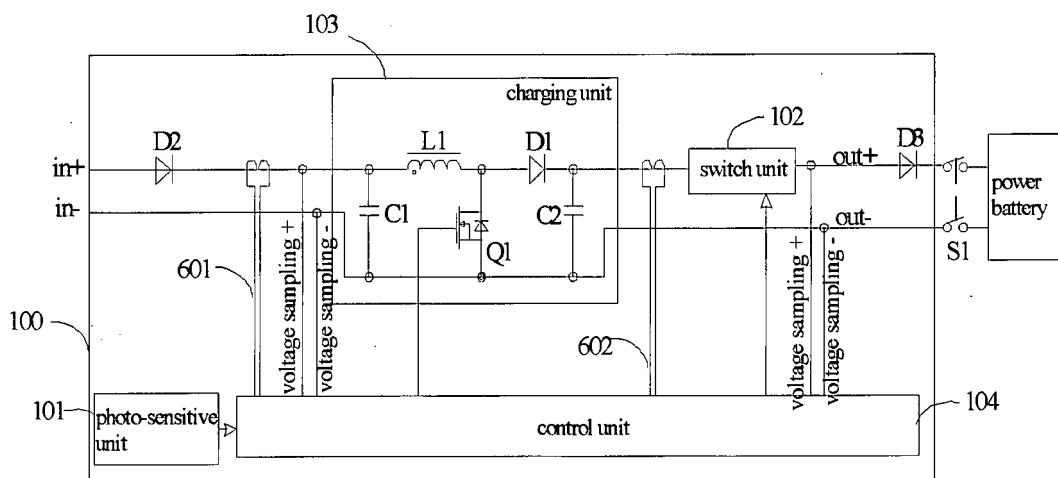 103
charging unit
102
D2
L1
D1
D3
in+
switch unit
out+
power
battery
in-
C1
C2
out-
Q1
S1
601
voltage sampling +
voltage sampling -
602
voltage sampling +
voltage sampling -
100
101
photo-sensitive
unit
control unit
104